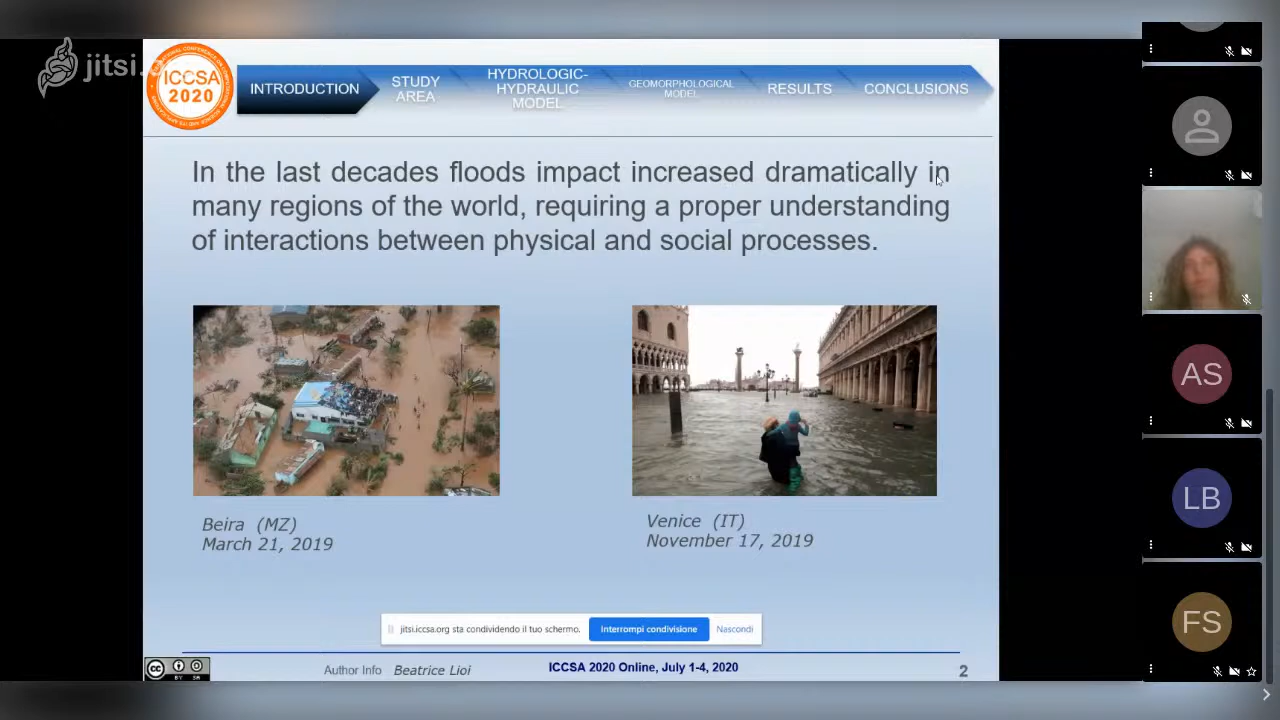 jitsi.
ICCSA
2020
INTRODUCTION
STUDY
AREA
HYDROLOGIC-
HYDRAULIC
MODEL
GEOMORPHOLOGICAL
MODEL
RESULTS
CONCLUSIONS
In the last decades floods impact increased dramatically in
many regions of the world, requiring a proper understanding
of interactions between physical and social processes.
Beira (MZ)
March 21, 2019
Venice (IT)
November 17, 2019
jitsi.iccsa.org sta condividendo il tuo schermo.
Interrompi condivisione
Nascondi
cc
BY SA
Author Info Beatrice Lioi
ICCSA 2020 Online, July 1-4, 2020
2
AS
LB
FS